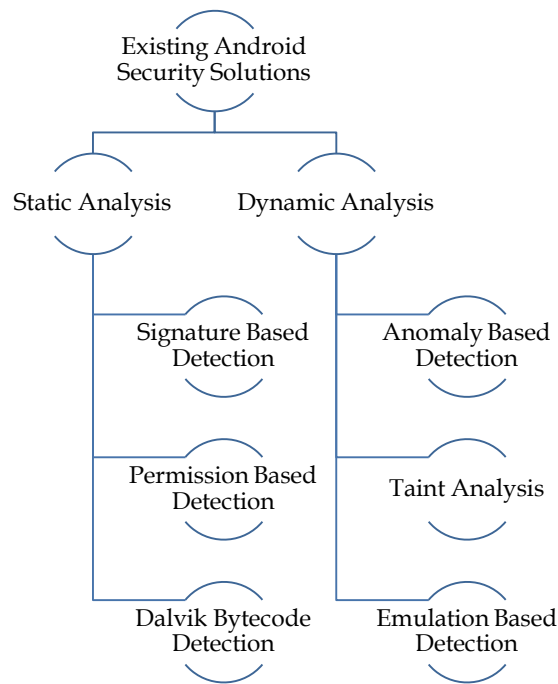 Existing Android
Security Solutions
Static Analysis
Dynamic Analysis
Signature Based
Detection
Anomaly Based
Detection
Permission Based
Detection
Taint Analysis
Dalvik Bytecode
Detection
Emulation Based
Detection